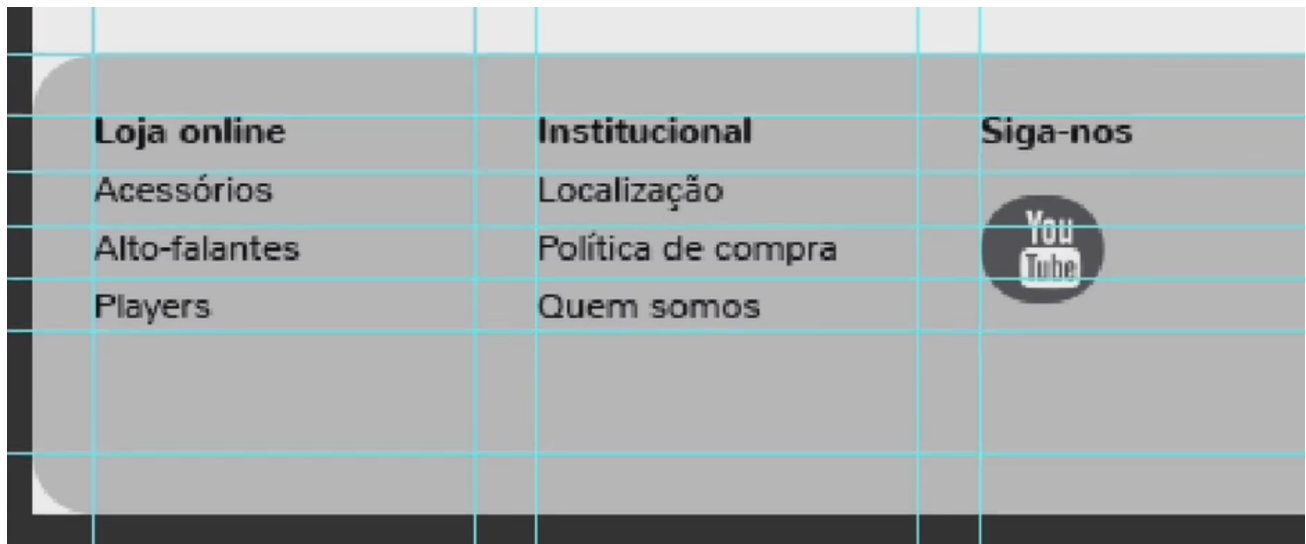 Loja online
Acessórios
Alto-falantes
Players
Institucional
Localização
Política de compra
Quem somos
Siga-nos
You
Tube